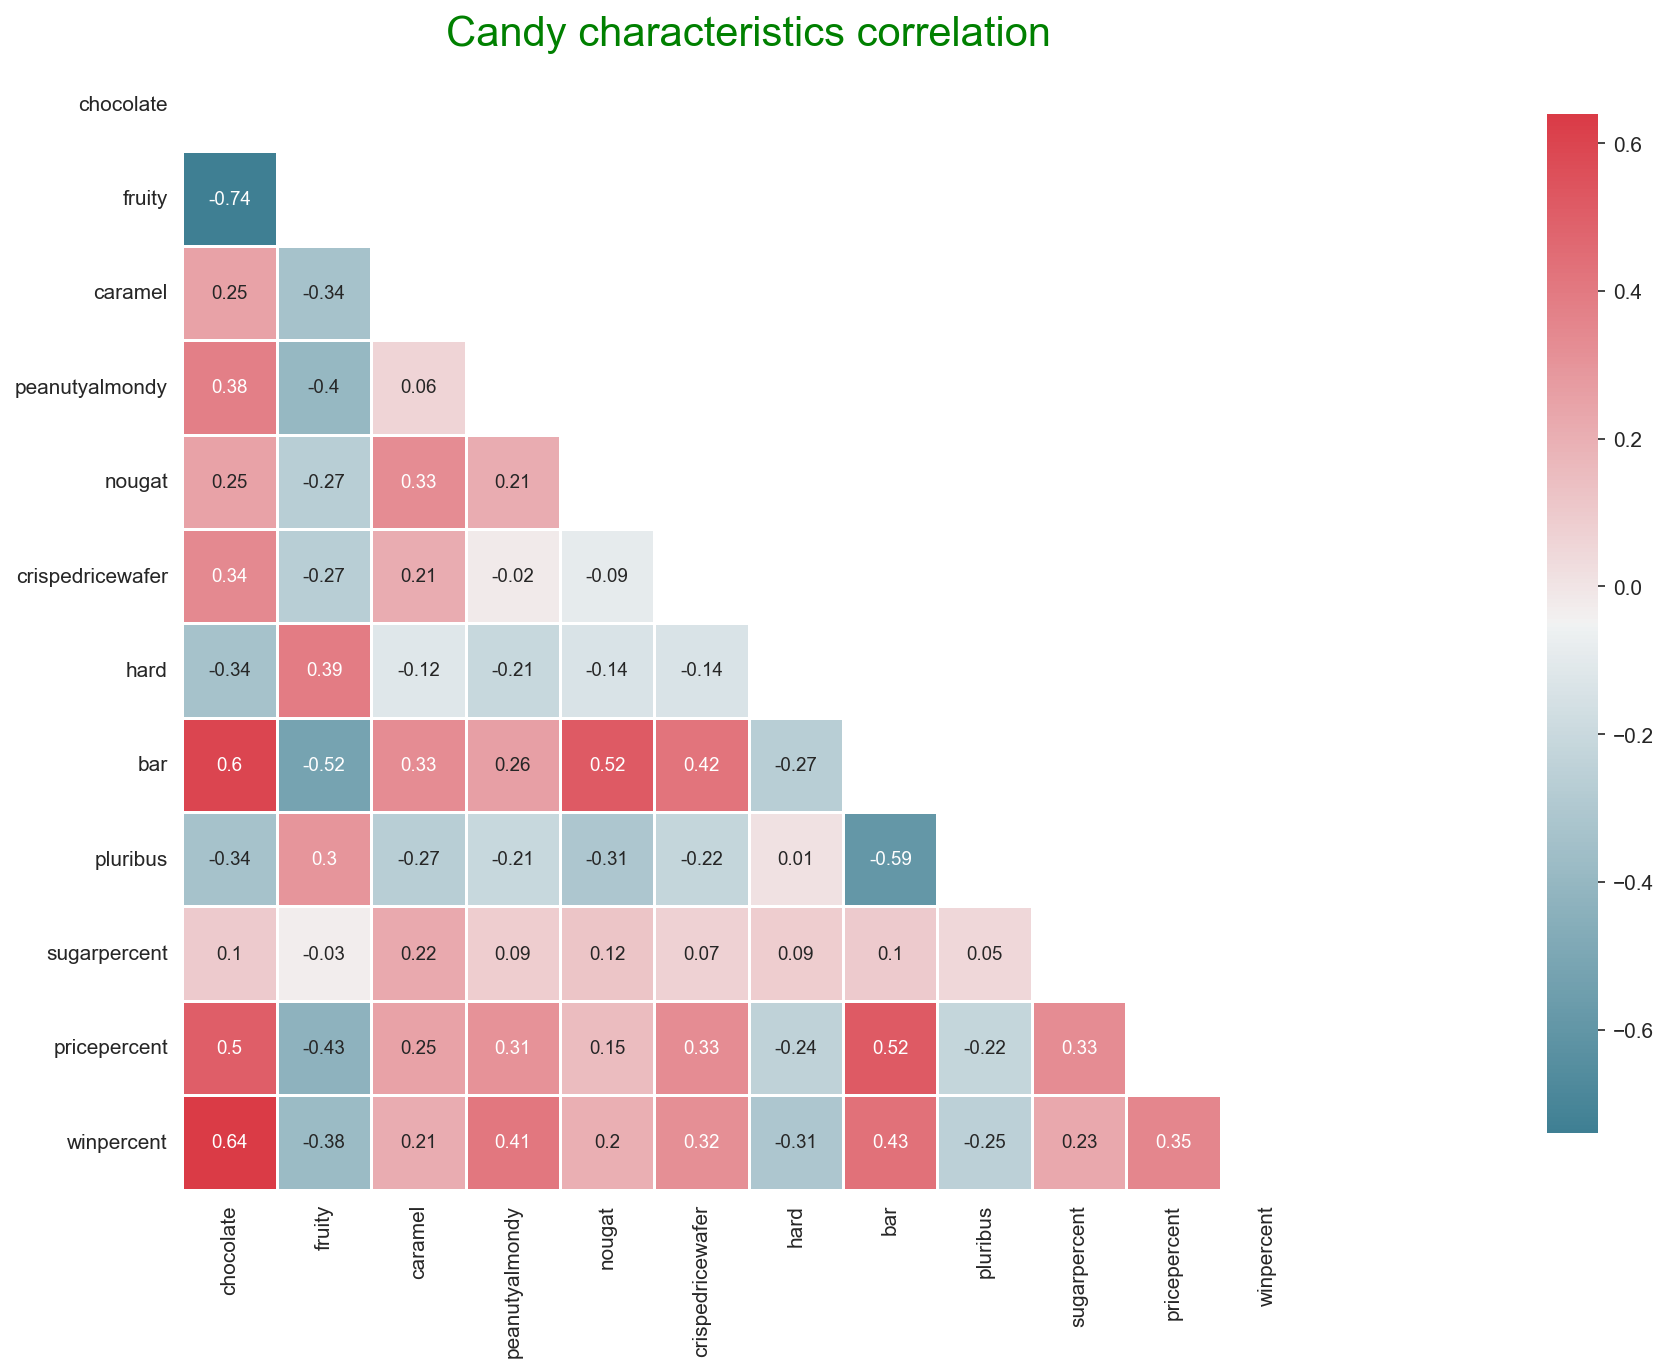 Candy characteristics correlation
chocolate
fruity -0.74
caramel 0.25 -0.34
peanutyalmondy 0.38 -0.4 0.06
nougat 0.25 -0.27 0.33 0.21
crispedricewafer 0.34 -0.27 0.21 -0.02 -0.09
hard -0.34 0.39 -0.12 -0.21 -0.14 -0.14
bar 0.6 -0.52 0.33 0.26 0.52 0.42 -0.27
pluribus -0.34 0.3 -0.27 -0.21 -0.31 -0.22 0.01 -0.59
sugarpercent 0.1 -0.03 0.22 0.09 0.12 0.07 0.09 0.1 0.05
pricepercent 0.5 -0.43 0.25 0.31 0.15 0.33 -0.24 0.52 -0.22 0.33
winpercent 0.64 -0.38 0.21 0.41 0.2 0.32 -0.31 0.43 -0.25 0.23 0.35
chocolate
fruity
caramel
peanutyalmondy
nougat
crispedricewafer
hard
bar
pluribus
sugarpercent
pricepercent
winpercent
0.6
0.4
0.2
0.0
−0.2
−0.4
−0.6